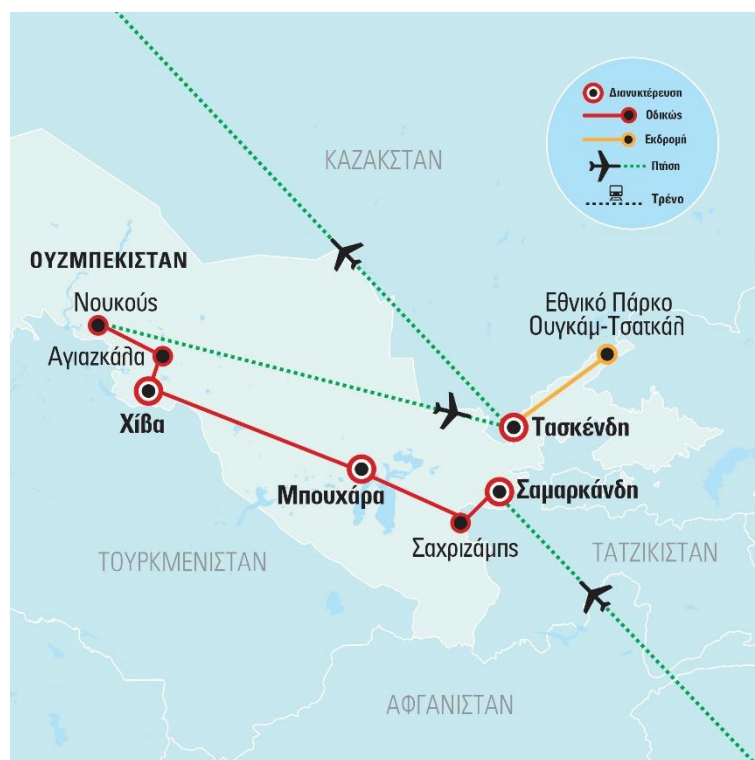 Διανυκτέρευση
Οδικώς
Εκδρομή
Πτήση
Τρένο
ΚΑΖΑΚΣΤΑΝ
ΟΥΖΜΠΕΚΙΣΤΑΝ
Νουκούς
Αγιαζκάλα
Χίβα
Εθνικό Πάρκο
Ουγκάμ-Τσατκάλ
Τασκένδη
Μπουχάρα
Σαμαρκάνδη
Σαχριζάμπς
ΤΟΥΡΚΜΕΝΙΣΤΑΝ
ΤΑΤΖΙΚΙΣΤΑΝ
ΑΦΓΑΝΙΣΤΑΝ